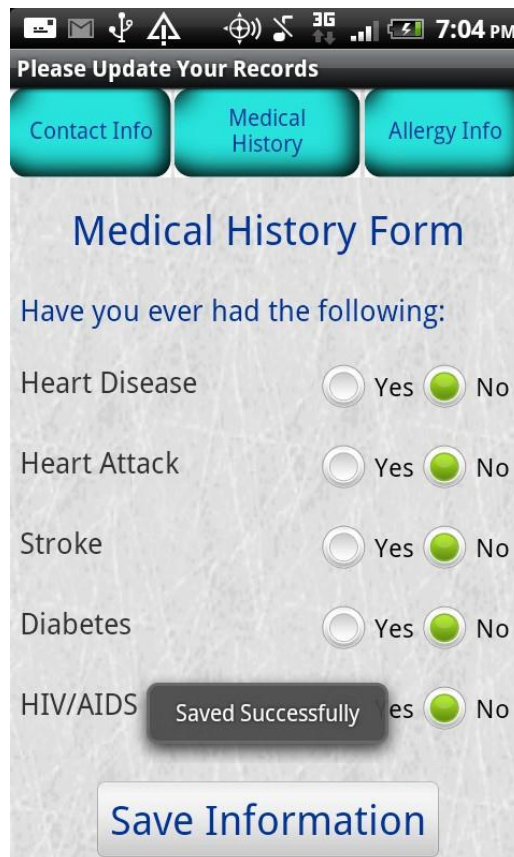 3G
7:04 PM
Please Update Your Records
Contact Info
Medical
History
Allergy Info
Medical History Form
Have you ever had the following:
Heart Disease Yes No
Heart Attack Yes No
Stroke Yes No
Diabetes Yes No
HIV/AIDS es No
Saved Successfully
Save Information